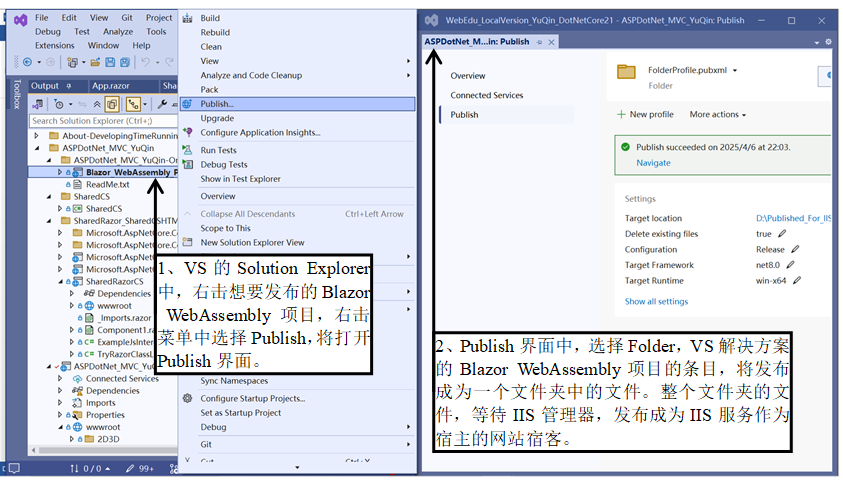 File Edit View Git Project
Debug Test Analyze Tools
Extensions Window Help
Output App.razor
Toolbox
Search Solution Explorer (Ctrl+;)
About-DevelopingTimeRunnin
ASPDotNet_MVC_YuQin
ASPDotNet_MVC_YuQin-Or
Blazor_WebAssembly_P
ReadMe.txt
SharedCS
SharedCS
SharedRazor_SharedCSHTM
Microsoft.AspNetCore.Co
Microsoft.AspNetCore.C
Microsoft.AspNetCore.
Microsoft.AspNetCore.
SharedRazorCS
Dependencies
wwwroot
_Imports.razor
Component1.ra
ExampleJsInter
TryRazorClassL
ASPDotNet_MVC_YuQ
Connected Services
Dependencies
Imports
Properties
wwwroot
2D3D
0 / 0
99+
Build
Rebuild
Clean
View
Analyze and Code Cleanup
Pack
Publish...
Upgrade
Configure Application Insights...
Run Tests
Debug Tests
Show in Test Explorer
Overview
Collapse All Descendants Ctrl+Left Arrow
Scope to This
New Solution Explorer View
Sync Namespaces
Configure Startup Projects...
Set as Startup Project
Debug
Git
Cut Ctrl+X
1、VS 的 Solution Explorer
中，右击想要发布的 Blazor
WebAssembly 项目，右击
菜单中选择 Publish，将打开
Publish 界面。
WebEdu_LocalVersion_YuQin_DotNetCore21 - ASPDotNet_MVC_YuQin: Publish
ASPDotNet_M...in: Publish
Overview
Connected Services
Publish
FolderProfile.pubxml
Folder
New profile More actions
Publish succeeded on 2025/4/6 at 22:03.
Navigate
Settings
Target location D:\Published_For_IIS
Delete existing files true
Configuration Release
Target Framework net8.0
Target Runtime win-x64
Show all settings
2、Publish 界面中，选择 Folder，VS 解决方案
的 Blazor WebAssembly 项目的条目，将发布
成为一个文件夹中的文件。整个文件夹的文
件，等待 IIS 管理器，发布成为 IIS 服务作为
宿主的网站宿客。